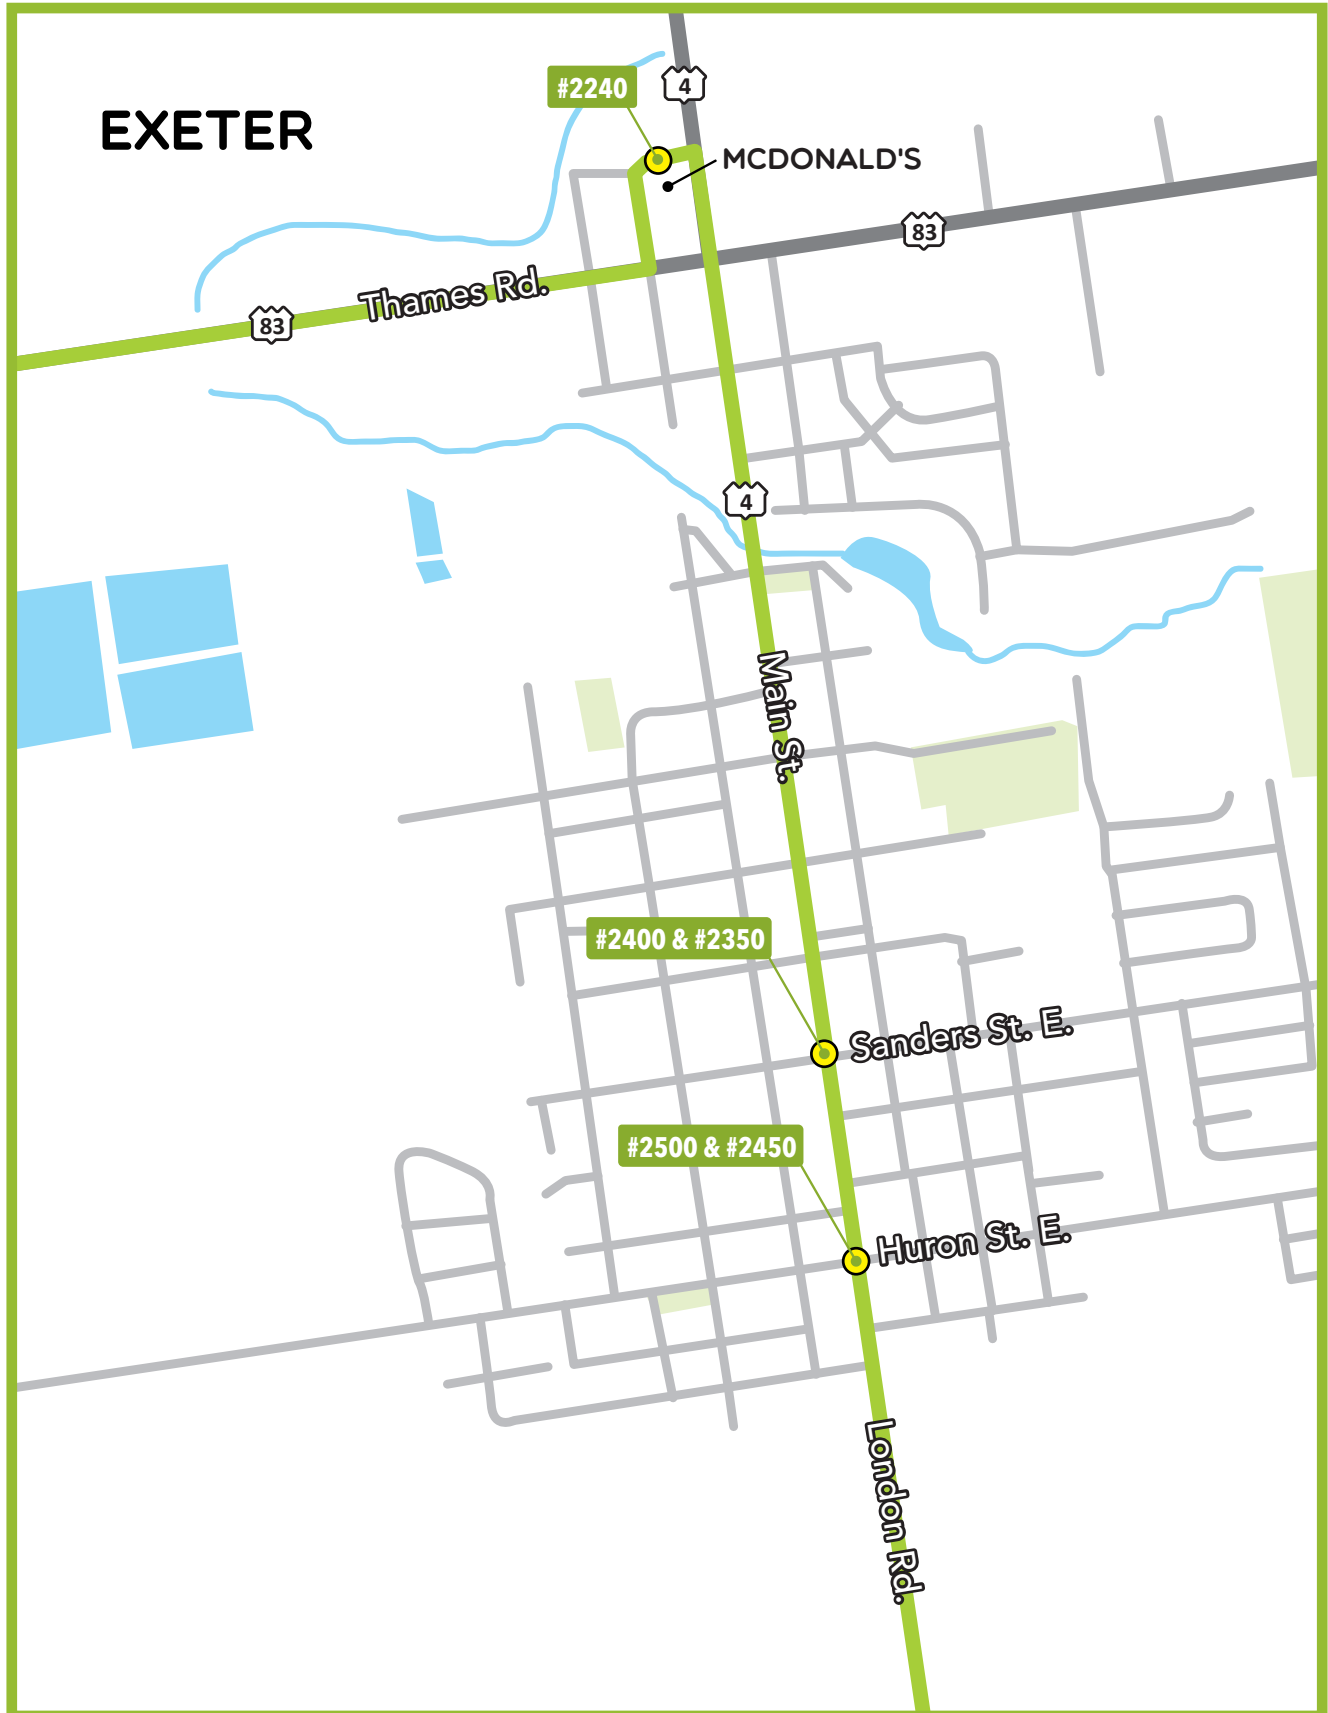 #2240
4
EXETER
MCDONALD'S
83
Thames Rd.
83
4
Main St.
#2400 & #2350
Sanders St. E.
#2500 & #2450
Huron St. E.
London Rd.